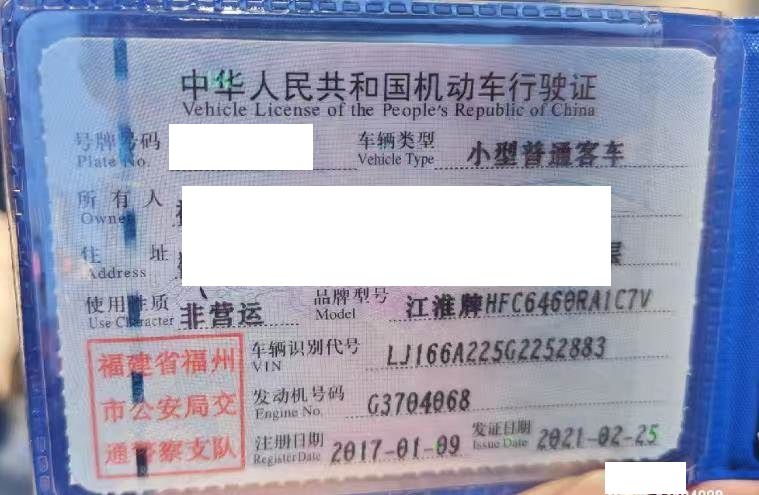 中华人民共和国机动车行驶证
Vehicle License of the People's Republic of China
号牌号码 车辆类型 小型普通客车
Plate No. Vehicle Type
所有人
Owner
住址 层
Address
使用性质 非营运 品牌型号 江淮牌HFC6460RA1C7V
Use Character Model
车辆识别代号 LJ166A225G2252883
VIN
发动机号码 G3704068
Engine No.
注册日期 2017-01-09 发证日期 2021-02-25
Register Date Issue Date
福建省福州
市公安局交
通警察支队